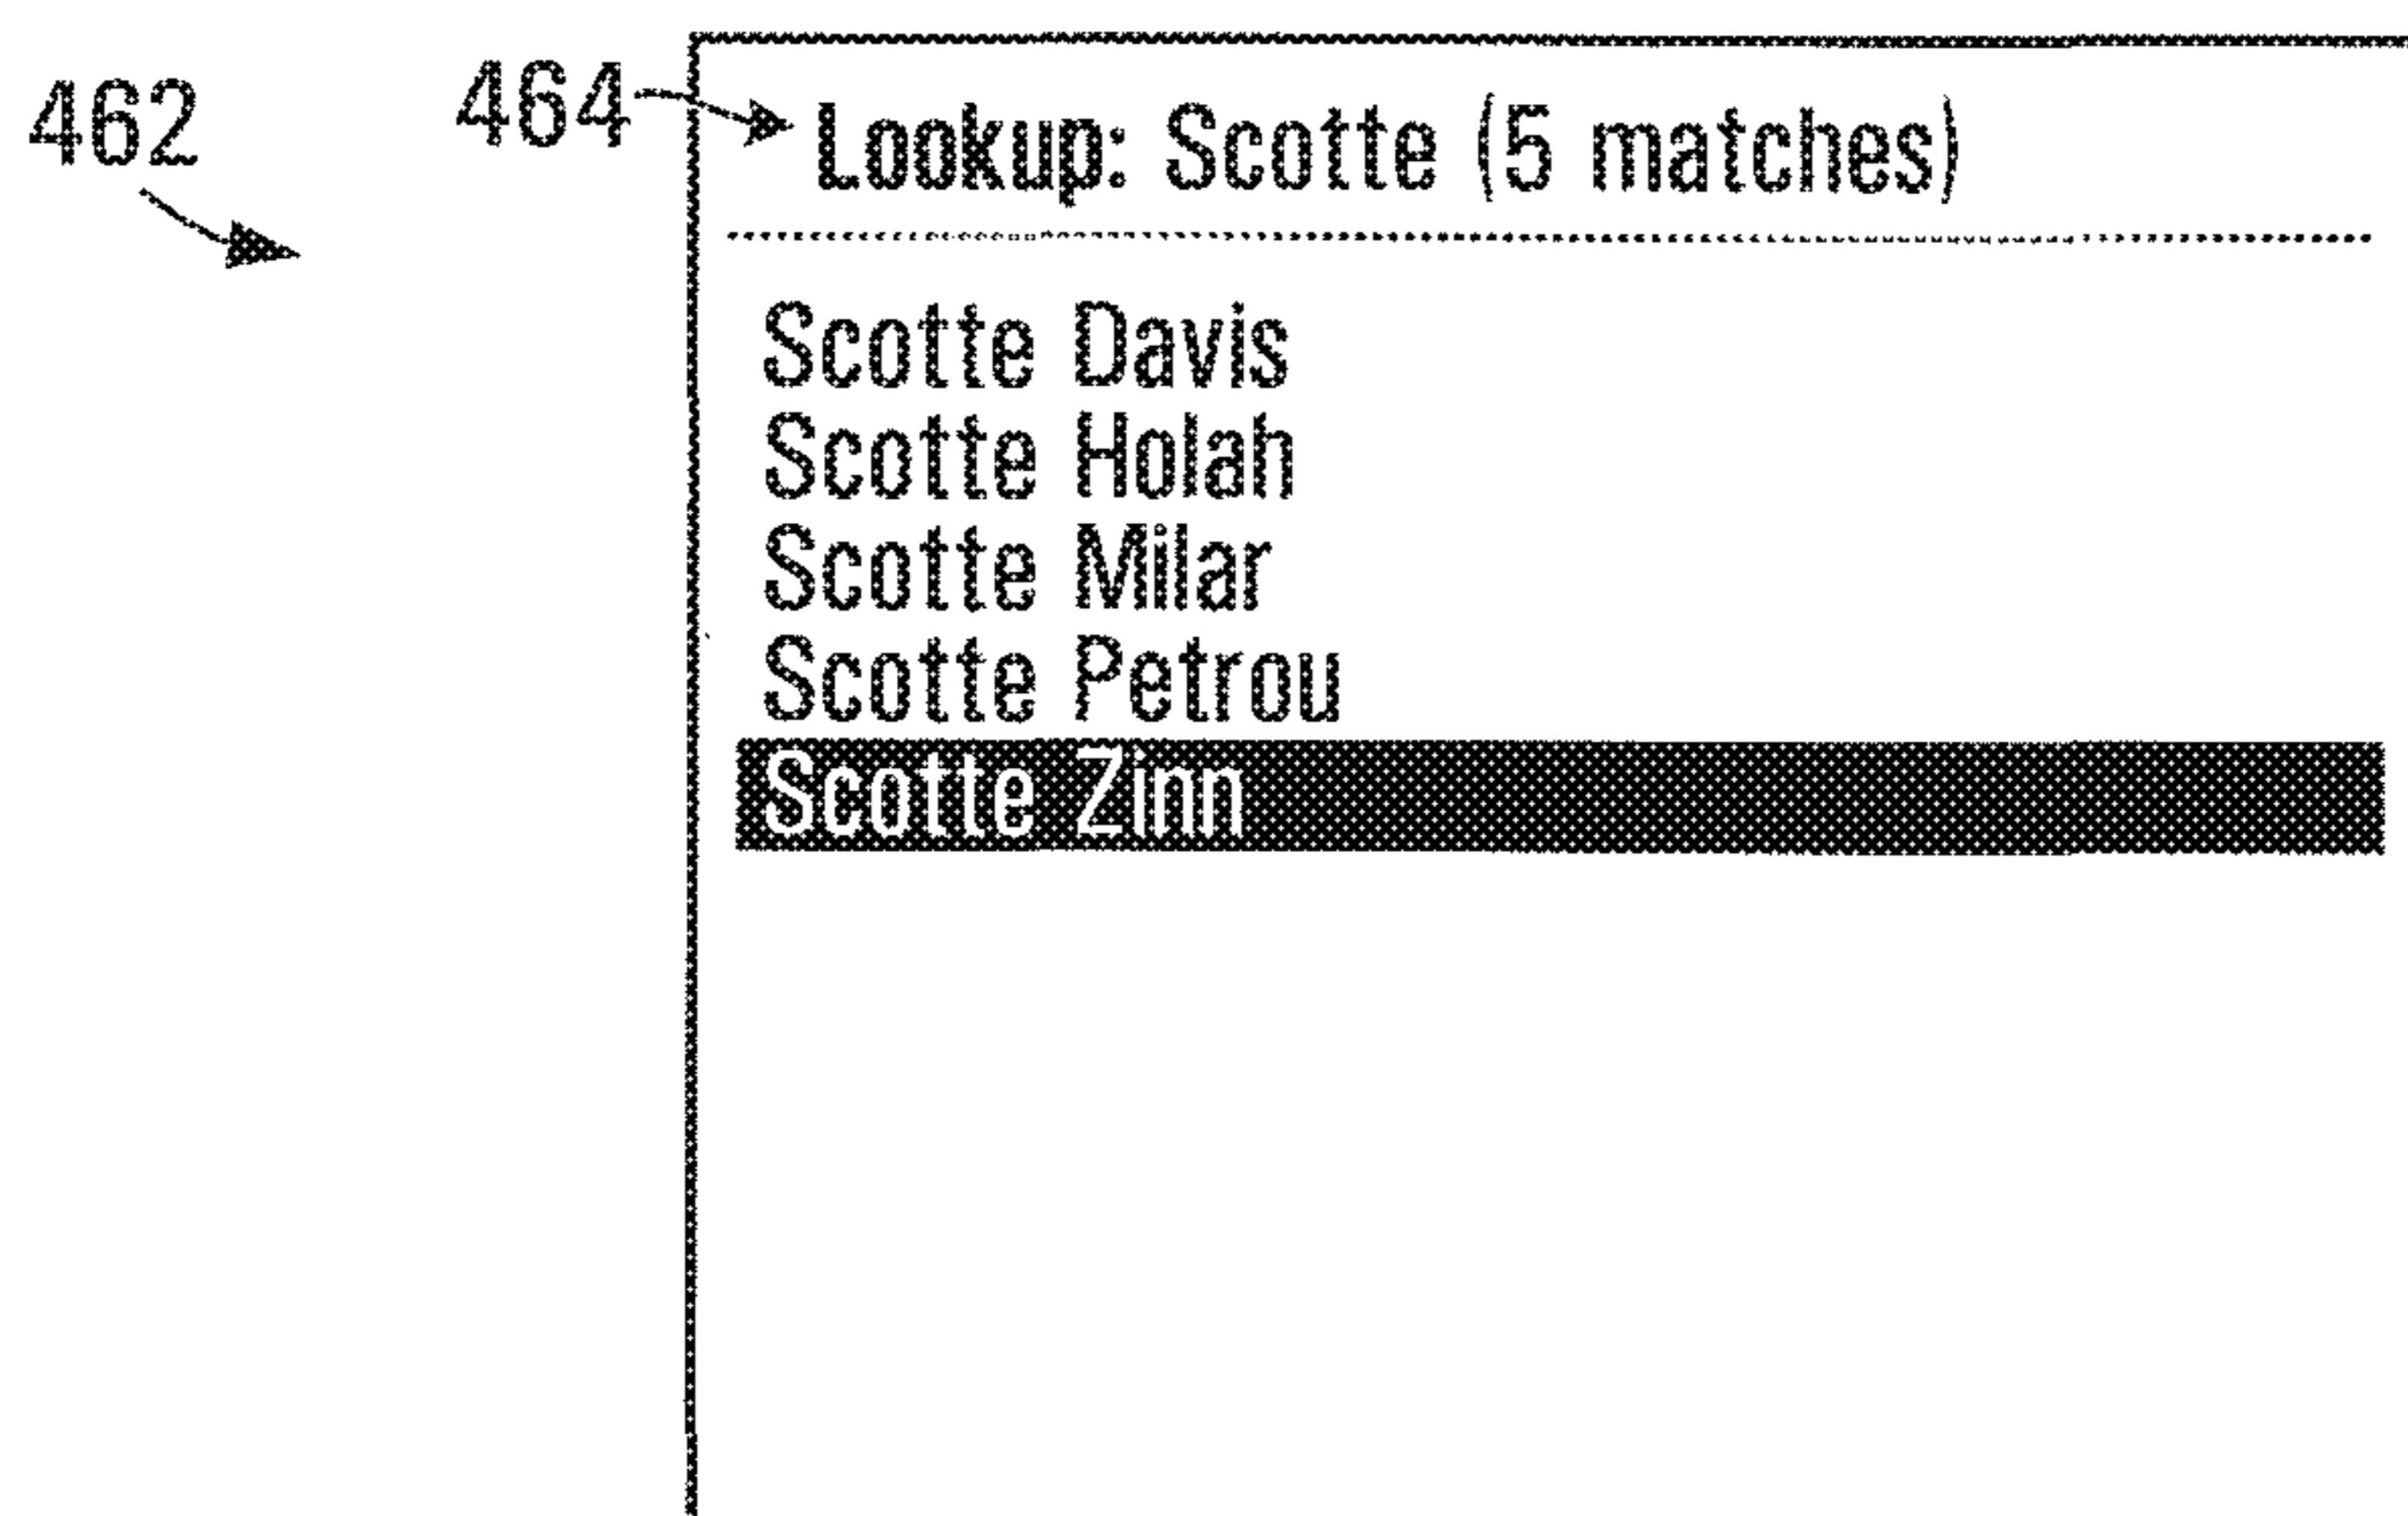 462
464
Lookup: Scotte (5 matches)
Scotte Davis
Scotte Holah
Scotte Milar
Scotte Petrou
Scotte Zinn